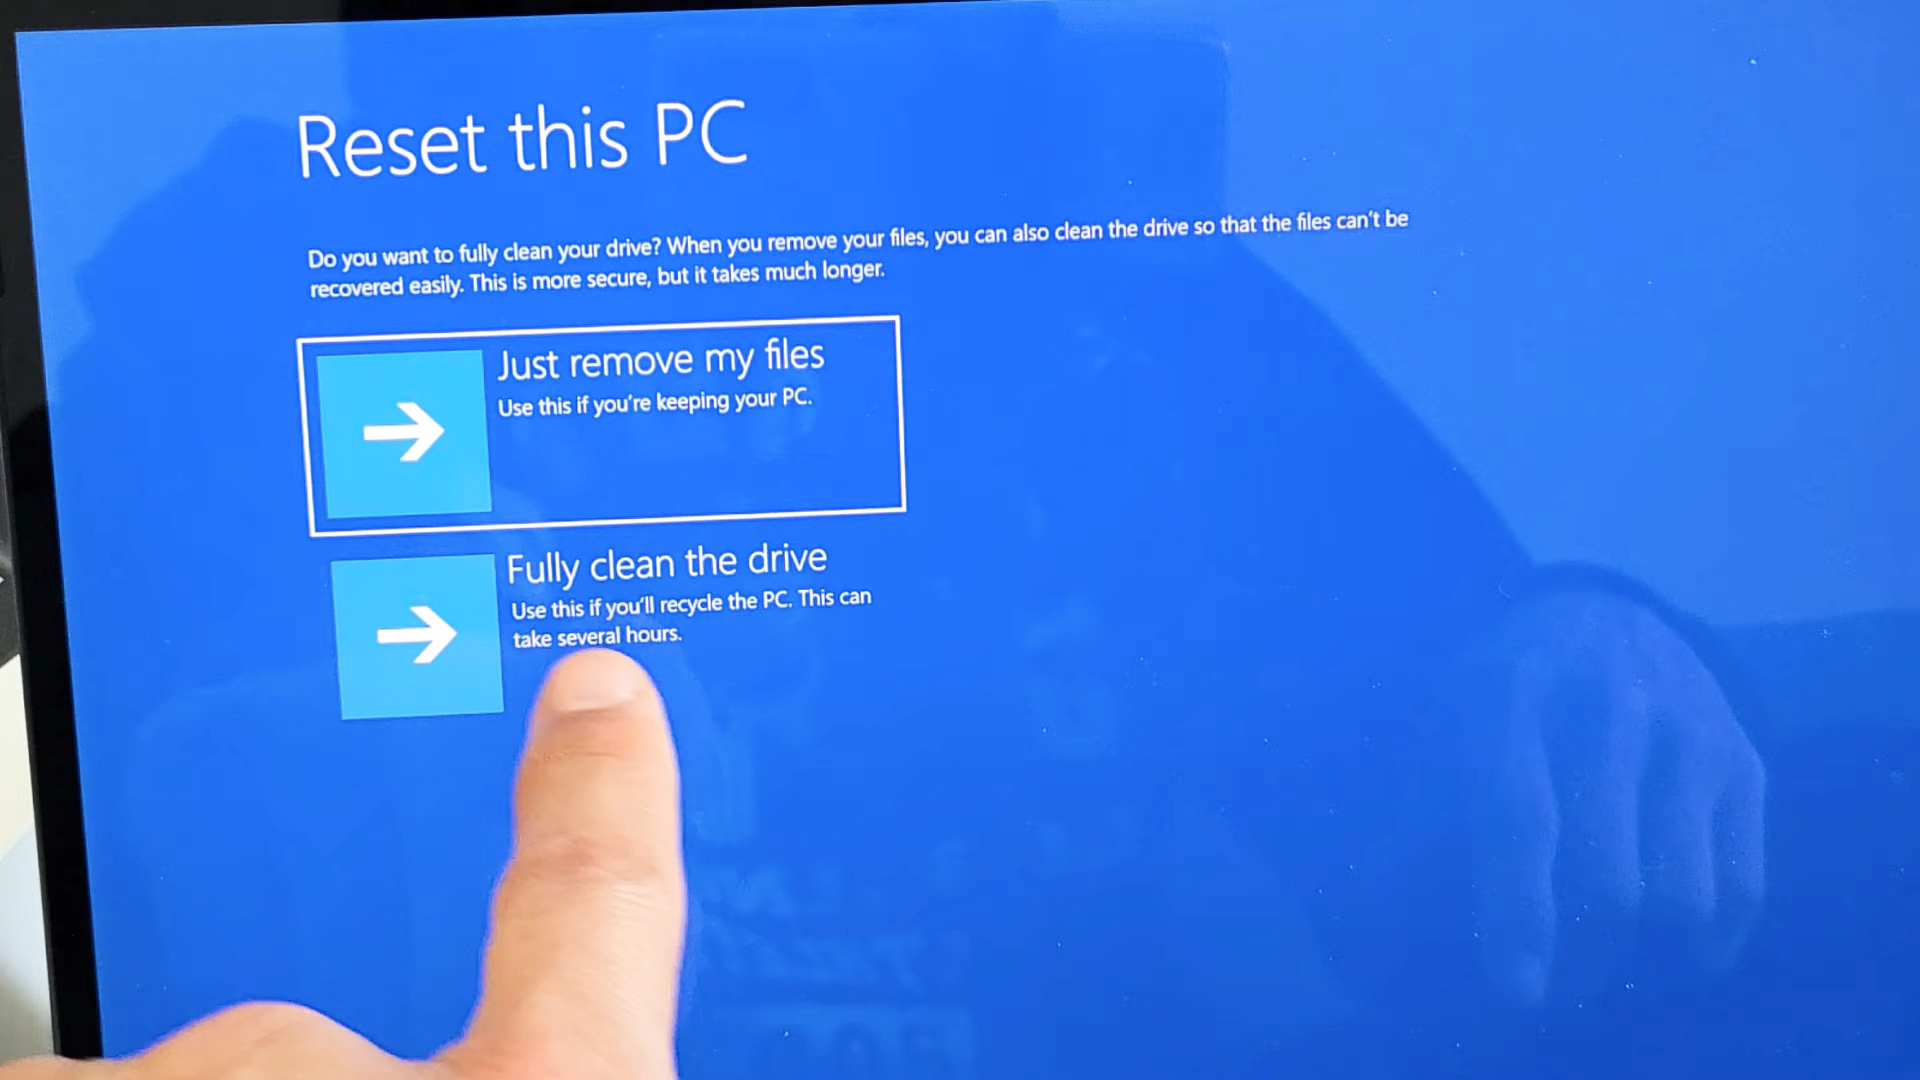 Reset this PC
Do you want to fully clean your drive? When you remove your files, you can also clean the drive so that the files can't be
recovered easily. This is more secure, but it takes much longer.
Just remove my files
Use this if you're keeping your PC.
Fully clean the drive
Use this if you'll recycle the PC. This can
take several hours.